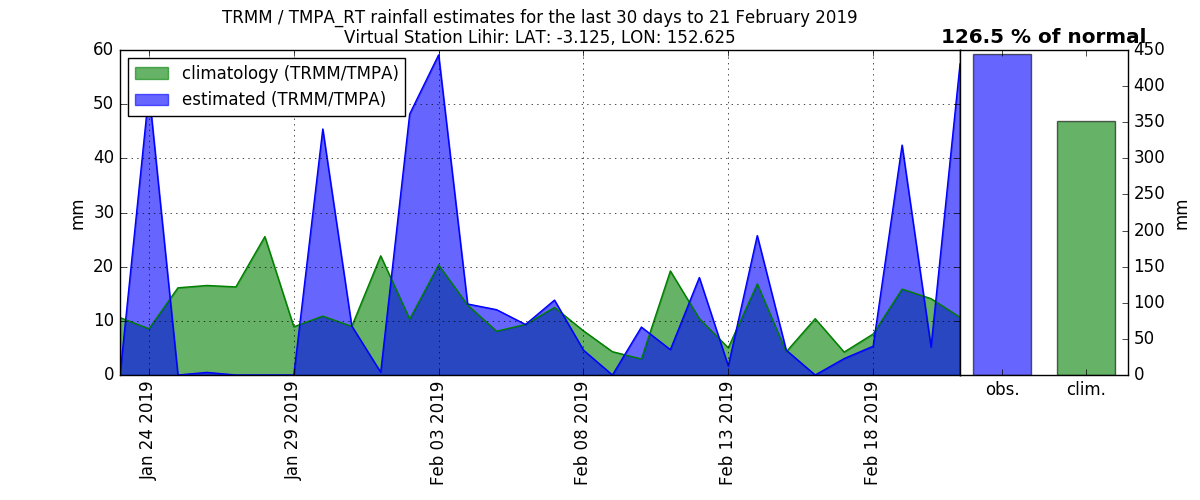 TRMM / TMPA_RT rainfall estimates for the last 30 days to 21 February 2019
Virtual Station Lihir: LAT: -3.125, LON: 152.625
126.5 % of normal
climatology (TRMM/TMPA)
estimated (TRMM/TMPA)
60
50
40
30
20
10
0
mm
Jan 24 2019
Jan 29 2019
Feb 03 2019
Feb 08 2019
Feb 13 2019
Feb 18 2019
450
400
350
300
250
200
150
100
50
0
mm
obs.
clim.